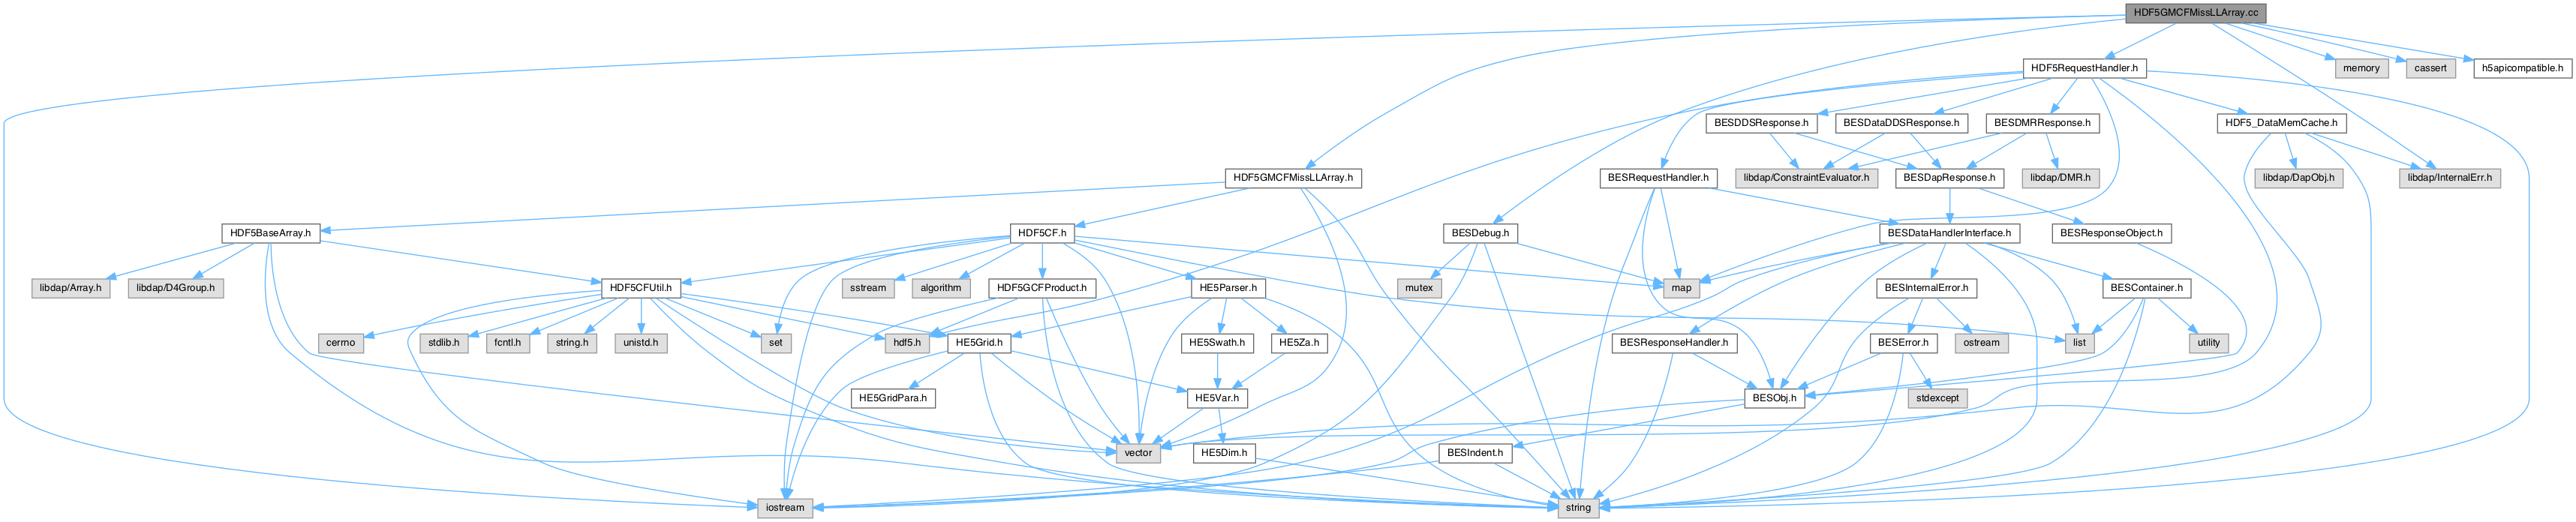 HDF5GMCFMissLLArray.cc
HDF5RequestHandler.h
memory
cassert
h5apicompatible.h
BESDDSResponse.h
BESDataDDSResponse.h
BESDMRResponse.h
HDF5_DataMemCache.h
HDF5GMCFMissLLArray.h
BESRequestHandler.h
libdap/ConstraintEvaluator.h
BESDapResponse.h
libdap/DMR.h
libdap/DapObj.h
libdap/InternalErr.h
HDF5BaseArray.h
HDF5CF.h
BESDebug.h
BESDataHandlerInterface.h
BESResponseObject.h
libdap/Array.h
libdap/D4Group.h
HDF5CFUtil.h
sstream
algorithm
HDF5GCFProduct.h
HE5Parser.h
mutex
map
BESInternalError.h
BESContainer.h
cerrno
stdlib.h
fcntl.h
string.h
unistd.h
set
hdf5.h
HE5Grid.h
HE5Swath.h
HE5Za.h
BESResponseHandler.h
BESError.h
ostream
list
utility
HE5GridPara.h
HE5Var.h
BESObj.h
stdexcept
vector
HE5Dim.h
BESIndent.h
iostream
string